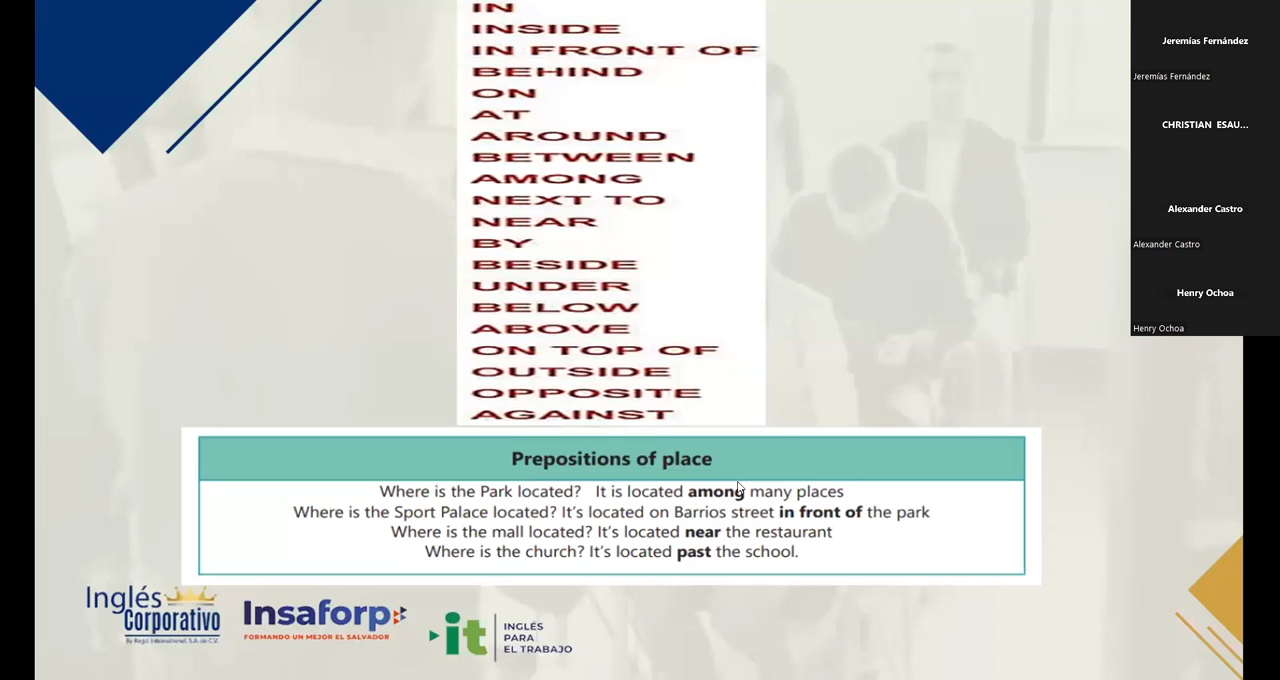 IN
INSIDE
IN FRONT OF
BEHIND
ON
AT
AROUND
BETWEEN
AMONG
NEXT TO
NEAR
BY
BESIDE
UNDER
BELOW
ABOVE
ON TOP OF
OUTSIDE
OPPOSITE
AGAINST
Prepositions of place
Where is the Park located? It is located among many places
Where is the Sport Palace located? It's located on Barrios street in front of the park
Where is the mall located? It's located near the restaurant
Where is the church? It's located past the school.
Inglés
Corporativo
By Regal International, S.A. de C.V.
Insaforp
FORMANDO UN MEJOR EL SALVADOR
it
INGLÉS
PARA
EL TRABAJO
Jeremías Fernández
Jeremías Fernández
CHRISTIAN ESAU...
Alexander Castro
Alexander Castro
Henry Ochoa
Henry Ochoa